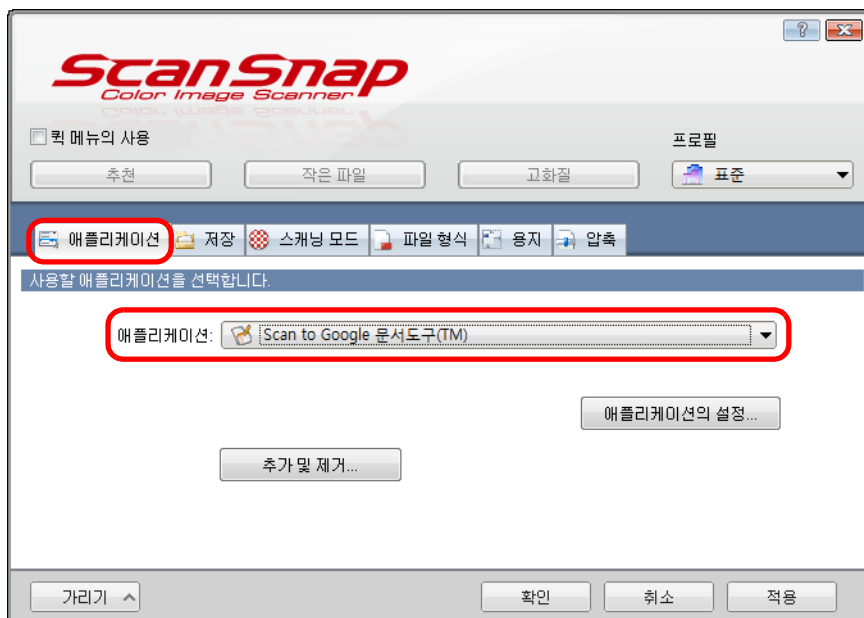 ScanSnap
Color Image Scanner
퀵 메뉴의 사용
프로필
추천 작은 파일 고화질 표준
애플리케이션 저장 스캐닝 모드 파일 형식 용지 압축
사용할 애플리케이션을 선택합니다.
애플리케이션: Scan to Google 문서도구(TM)
애플리케이션의 설정...
추가 및 제거...
가리기 확인 취소 적용